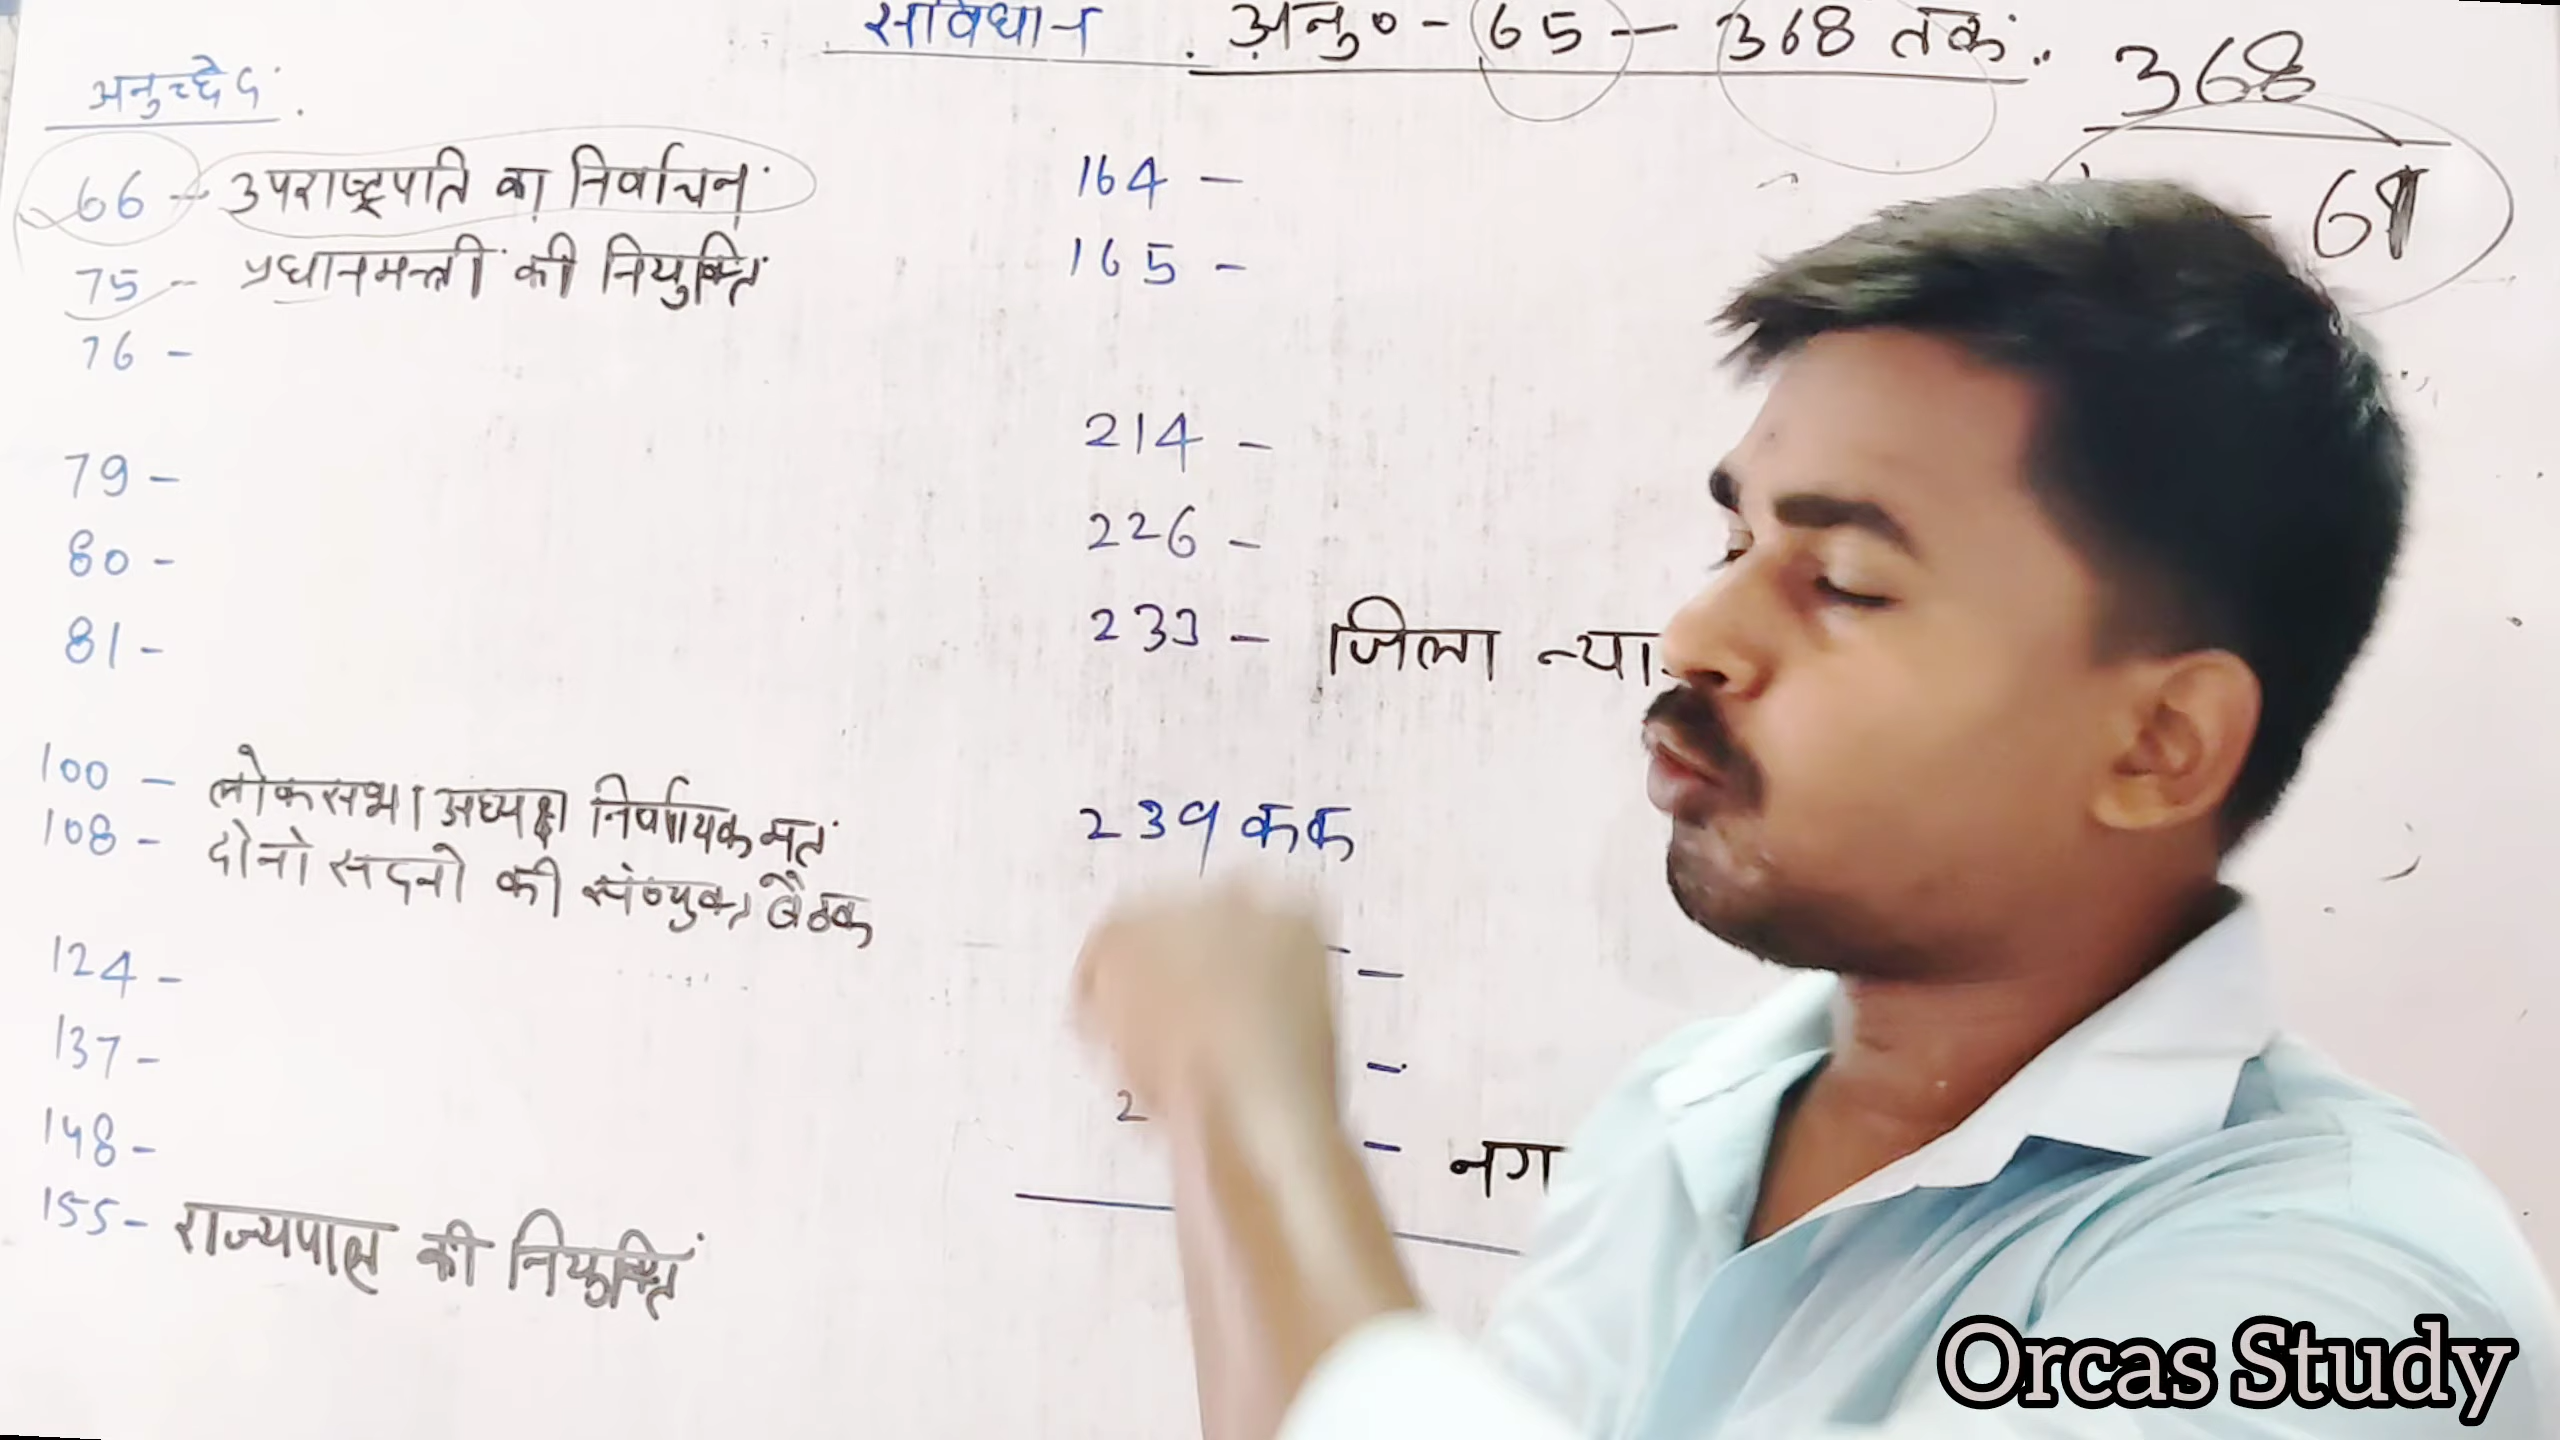 संविधान अनु० - 65 - 368 तक
368
61
अनुच्छेद
66 - उपराष्ट्रपति का निर्वाचन
75 - प्रधानमन्त्री की नियुक्ति
76 -
79 -
80 -
81 -
100 - लोकसभा अध्यक्ष निर्णायक मत
108 - दोनो सदनो की संयुक्त बैठक
124 -
137 -
148 -
155 - राज्यपाल की नियुक्ति
164 -
165 -
214 -
226 -
233 - जिला न्या
239 कक
-
-
2 - नग
Orcas Study